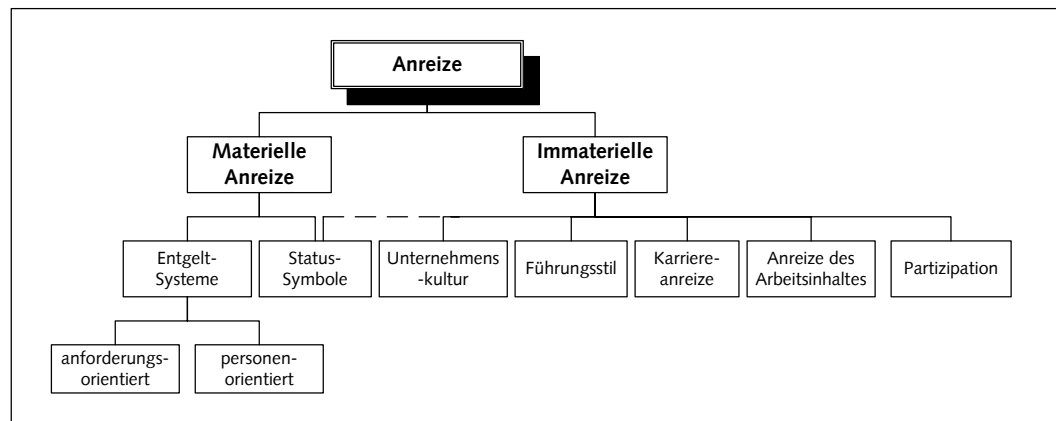 Anreize
Materielle
Anreize
Immaterielle
Anreize
Entgelt-
Systeme
Status-
Symbole
Unternehmens
-kultur
Führungsstil
Karriere-
anreize
Anreize des
Arbeitsinhaltes
Partizipation
anforderungs-
orientiert
personen-
orientiert